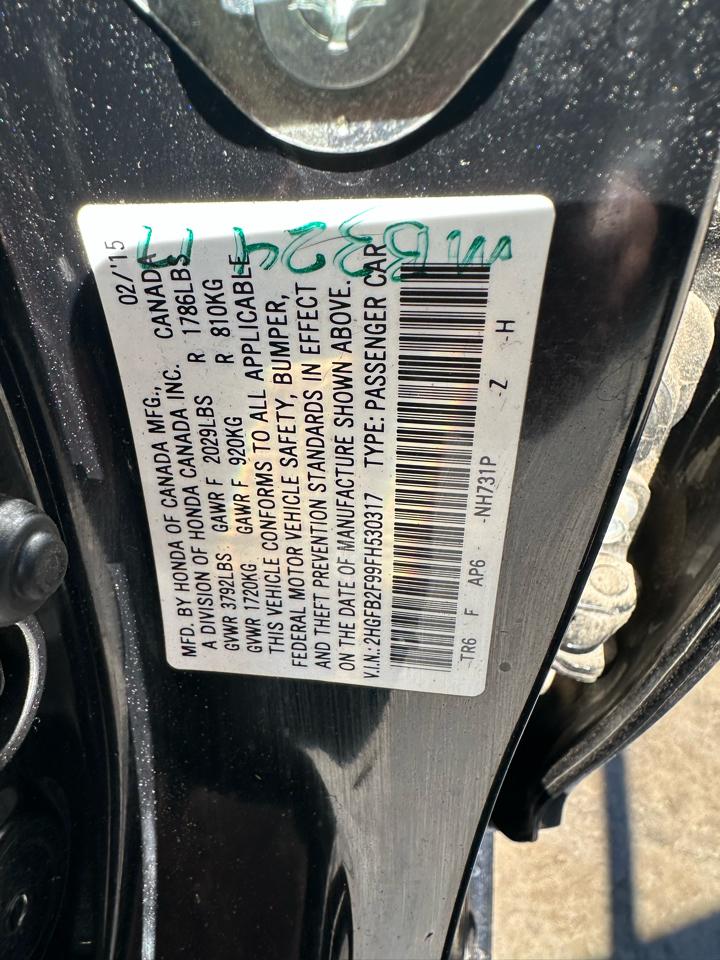 MFD. BY HONDA OF CANADA MFG., CANADA 02/'15
A DIVISION OF HONDA CANADA INC.
GVWR 3792LBS GAWR F 2029LBS R 1786LBS
GVWR 1720KG GAWR F 920KG R 810KG
THIS VEHICLE CONFORMS TO ALL APPLICABLE
FEDERAL MOTOR VEHICLE SAFETY, BUMPER,
AND THEFT PREVENTION STANDARDS IN EFFECT
ON THE DATE OF MANUFACTURE SHOWN ABOVE.
V.I.N.: 2HGFB2F99FH530317 TYPE: PASSENGER CAR
TR6 F AP6 -NH731P -Z -H